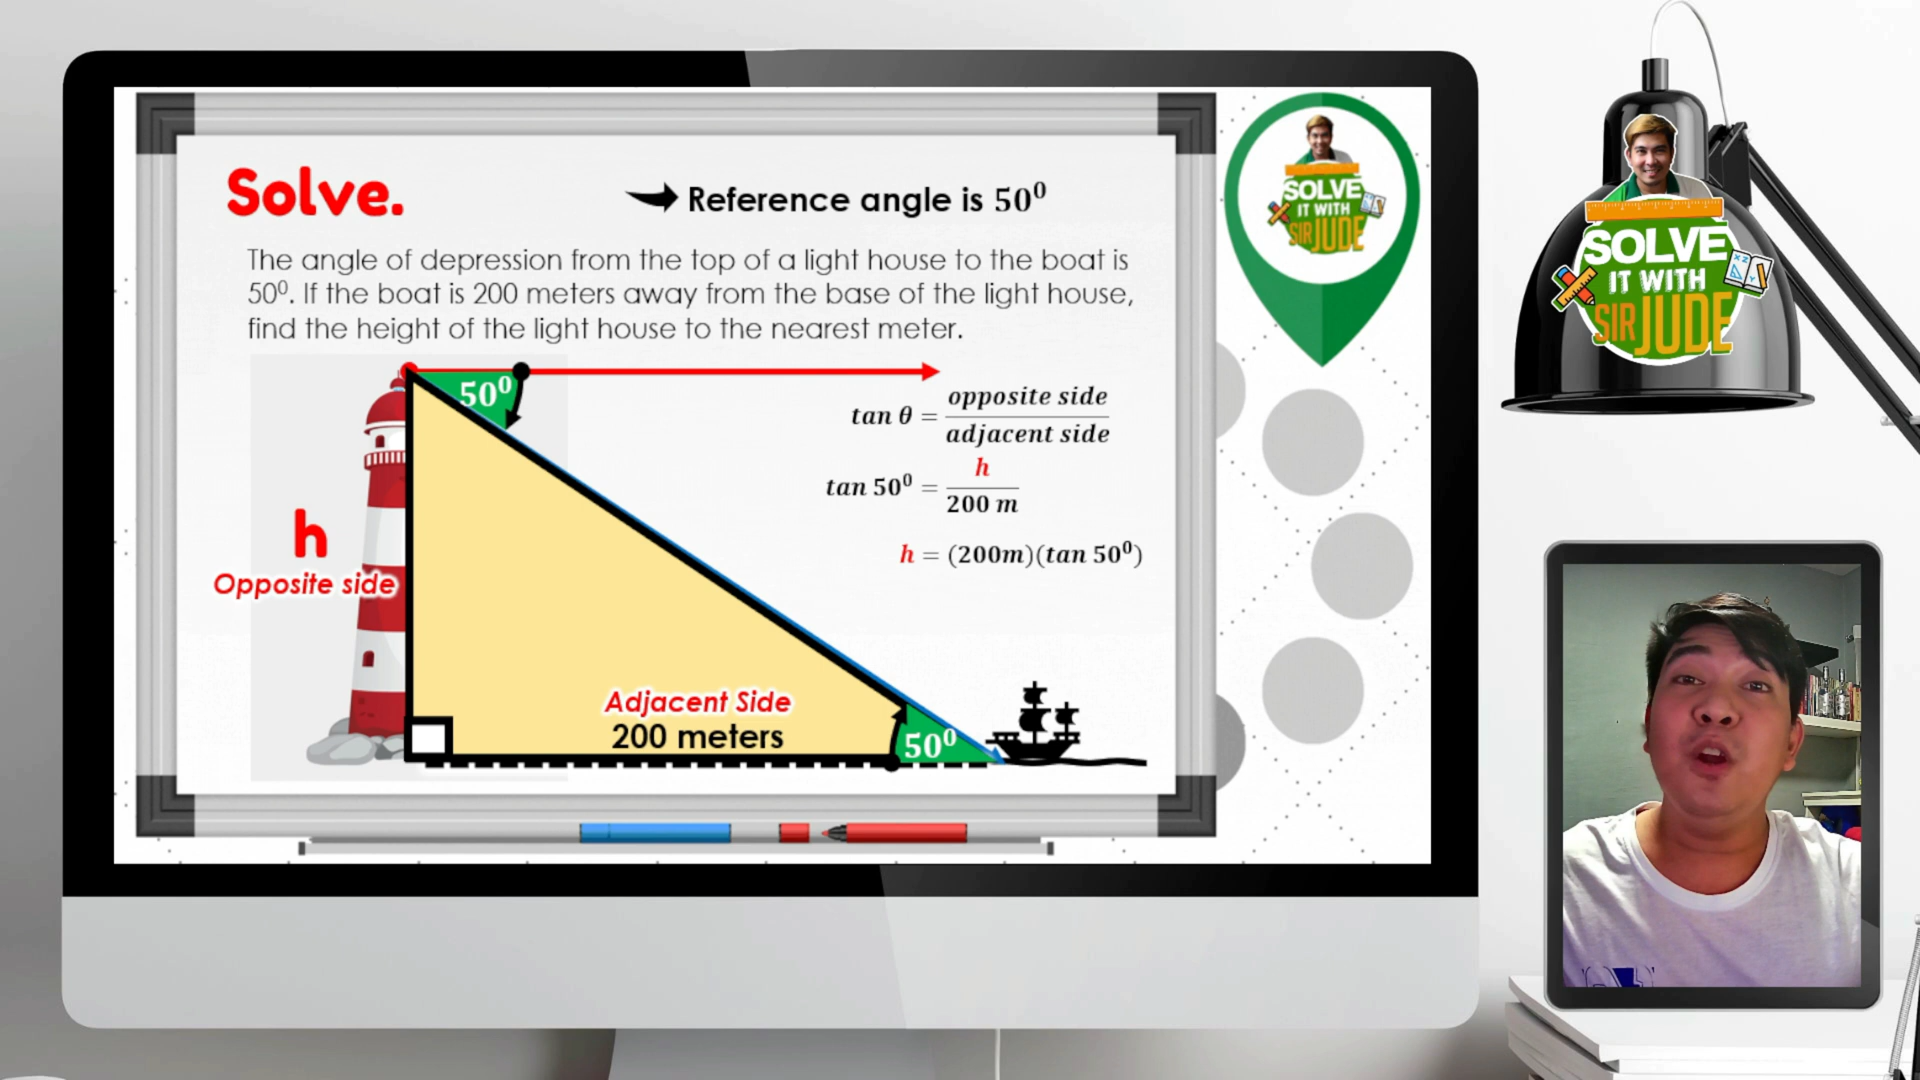 Solve.
Reference angle is 50⁰
The angle of depression from the top of a light house to the boat is
50⁰. If the boat is 200 meters away from the base of the light house,
find the height of the light house to the nearest meter.
50⁰
tan θ = opposite side / adjacent side
tan 50⁰ = h / 200 m
h = (200m)(tan 50⁰)
h
Opposite side
Adjacent Side
200 meters
50⁰
SOLVE
IT WITH
SIR JUDE
SOLVE
IT WITH
SIR JUDE